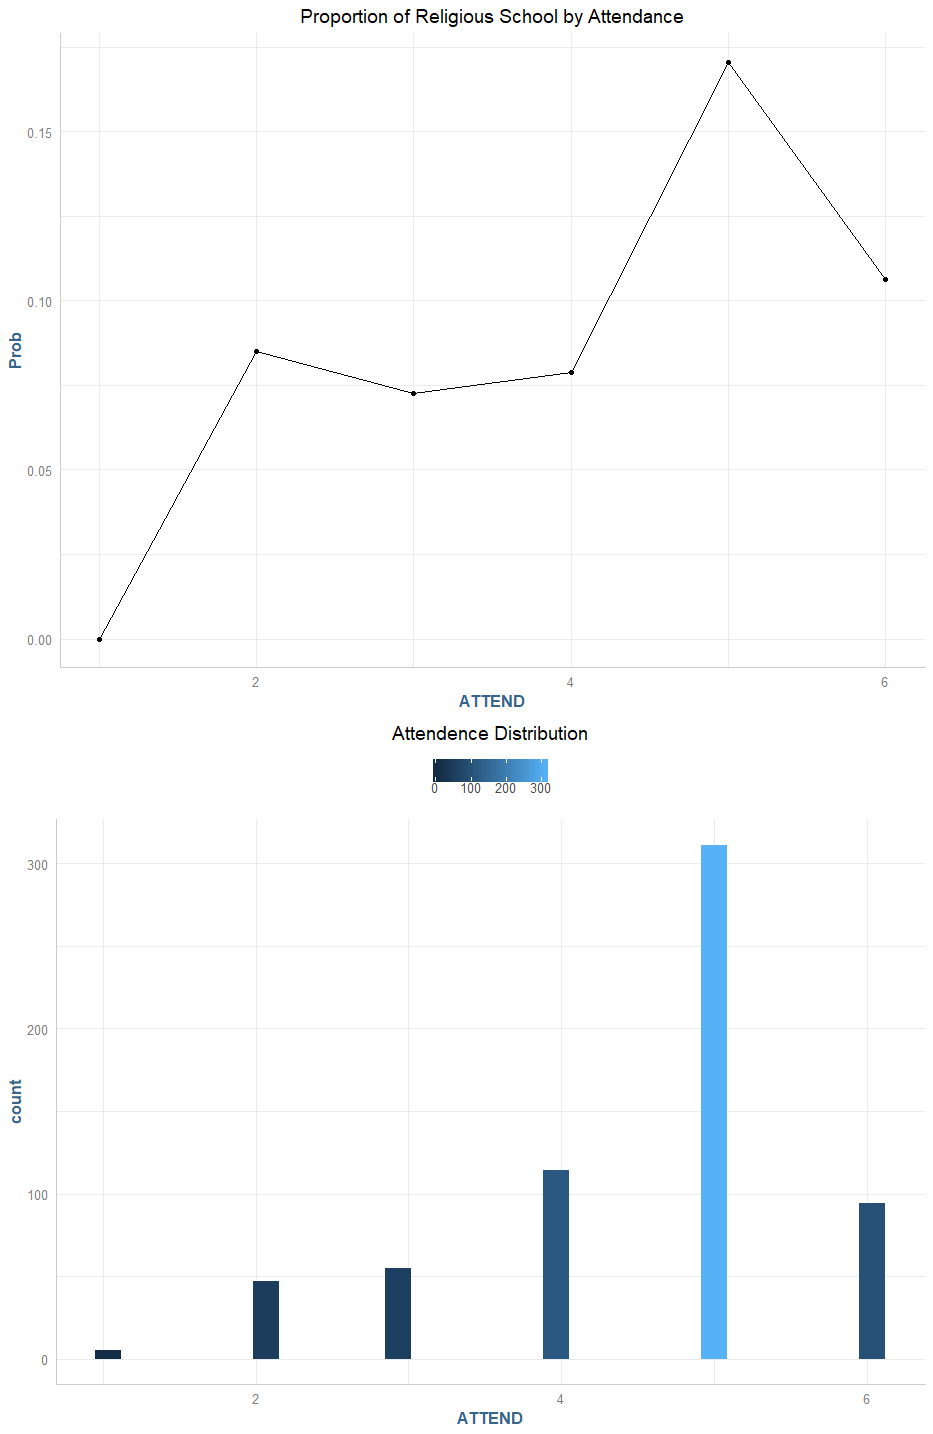 Proportion of Religious School by Attendance
Prob
0.15
0.10
0.05
0.00
2 4 6
ATTEND
Attendence Distribution
0 100 200 300
count
300
200
100
0
2 4 6
ATTEND